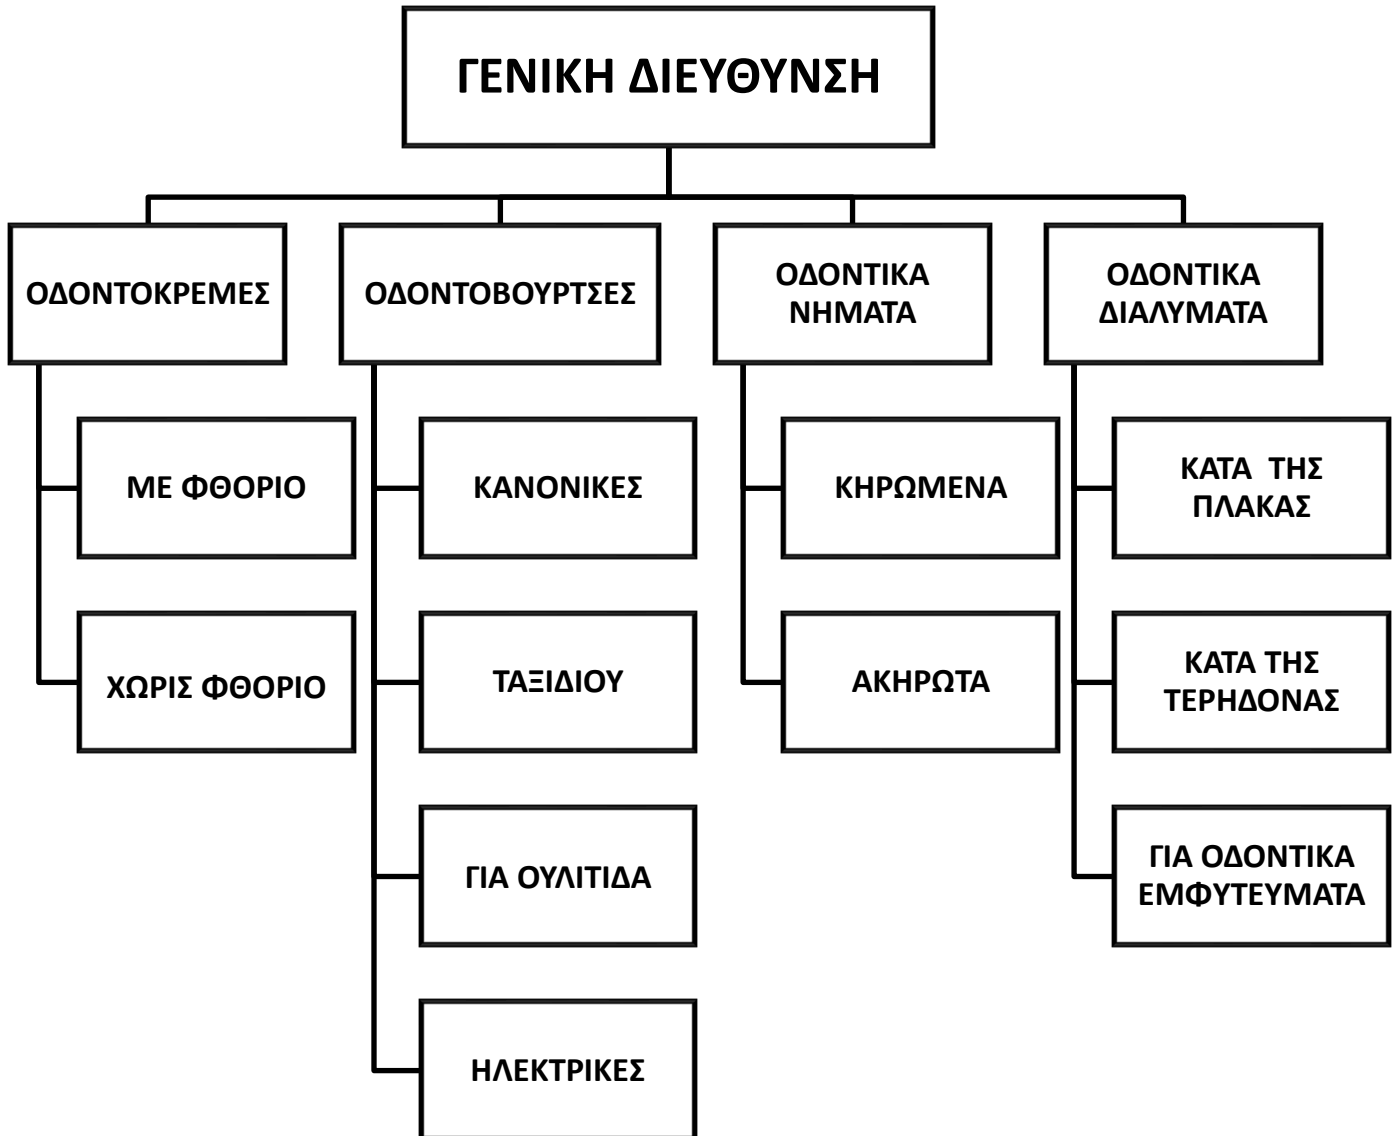 ΓΕΝΙΚΗ ΔΙΕΥΘΥΝΣΗ
ΟΔΟΝΤΟΚΡΕΜΕΣ
ΜΕ ΦΘΟΡΙΟ
ΧΩΡΙΣ ΦΘΟΡΙΟ
ΟΔΟΝΤΟΒΟΥΡΤΣΕΣ
ΚΑΝΟΝΙΚΕΣ
ΤΑΞΙΔΙΟΥ
ΓΙΑ ΟΥΛΙΤΙΔΑ
ΗΛΕΚΤΡΙΚΕΣ
ΟΔΟΝΤΙΚΑ
ΝΗΜΑΤΑ
ΚΗΡΩΜΕΝΑ
ΑΚΗΡΩΤΑ
ΟΔΟΝΤΙΚΑ
ΔΙΑΛΥΜΑΤΑ
ΚΑΤΑ ΤΗΣ
ΠΛΑΚΑΣ
ΚΑΤΑ ΤΗΣ
ΤΕΡΗΔΟΝΑΣ
ΓΙΑ ΟΔΟΝΤΙΚΑ
ΕΜΦΥΤΕΥΜΑΤΑ